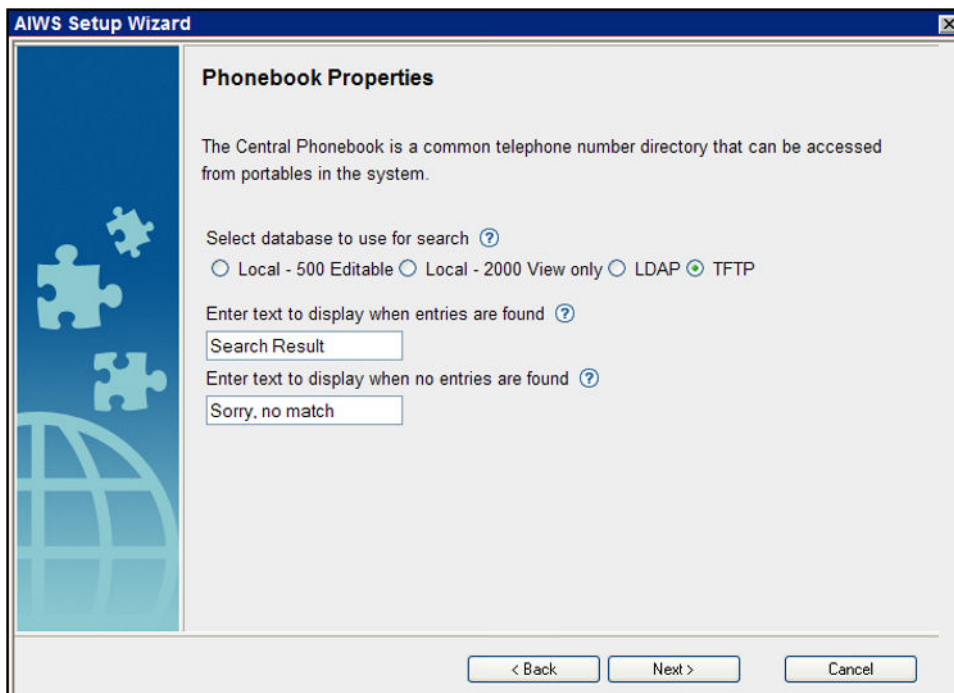 AIWS Setup Wizard
Phonebook Properties
The Central Phonebook is a common telephone number directory that can be accessed
from portables in the system.
Select database to use for search ?
Local - 500 Editable Local - 2000 View only LDAP TFTP
Enter text to display when entries are found ?
Search Result
Enter text to display when no entries are found ?
Sorry, no match
< Back Next > Cancel